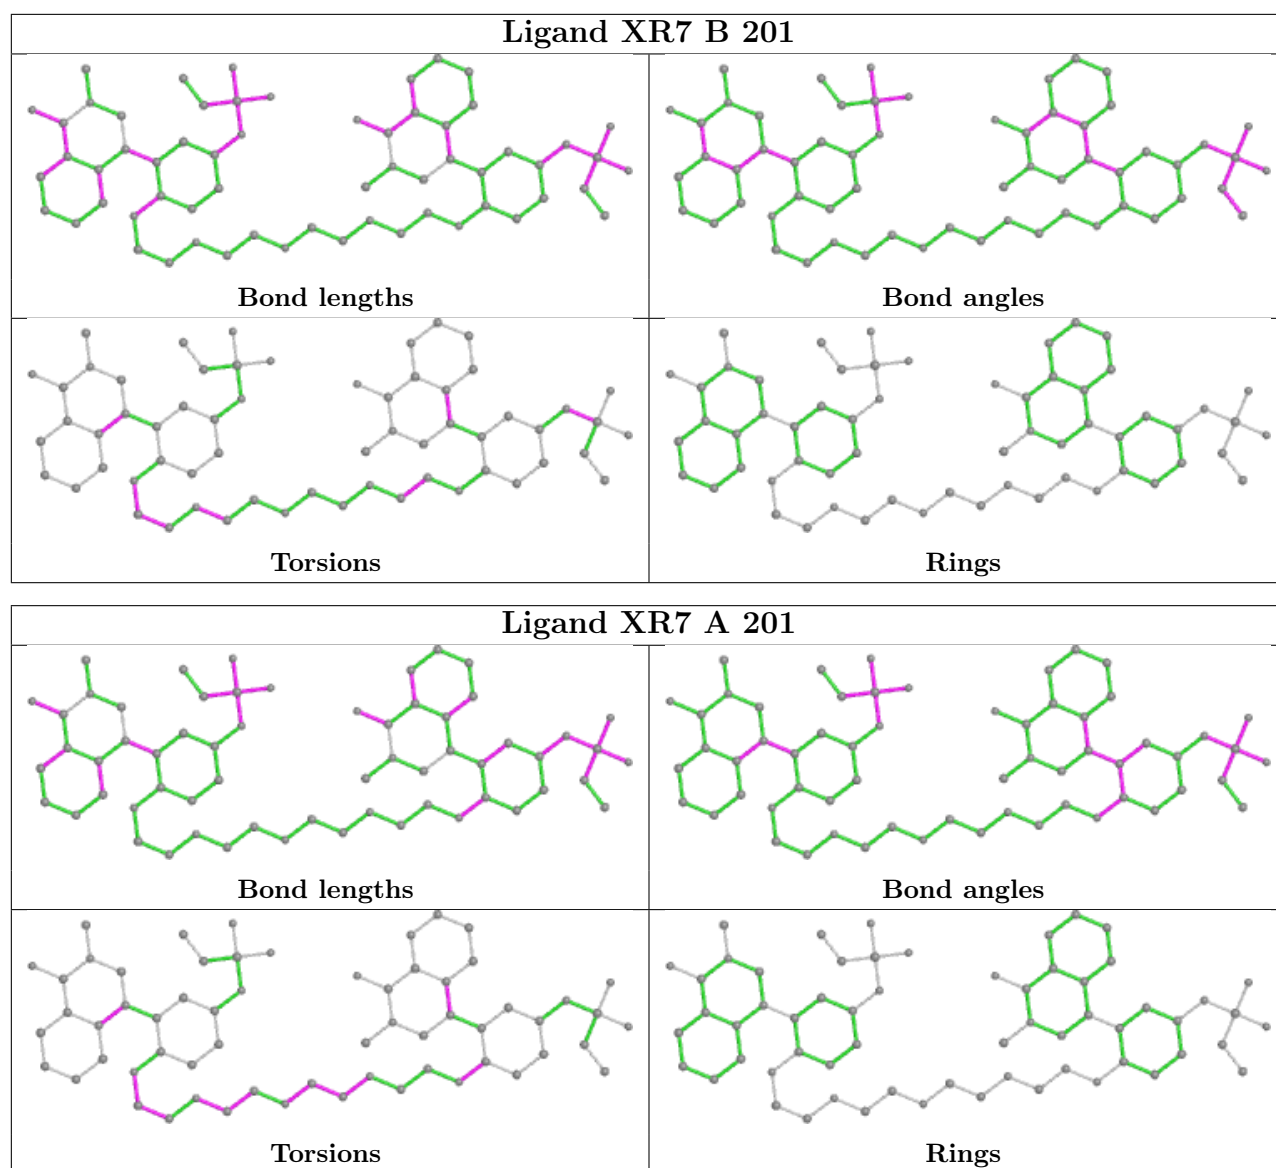 Ligand XR7 B 201
Bond lengths
Bond angles
Torsions
Rings
Ligand XR7 A 201
Bond lengths
Bond angles
Torsions
Rings